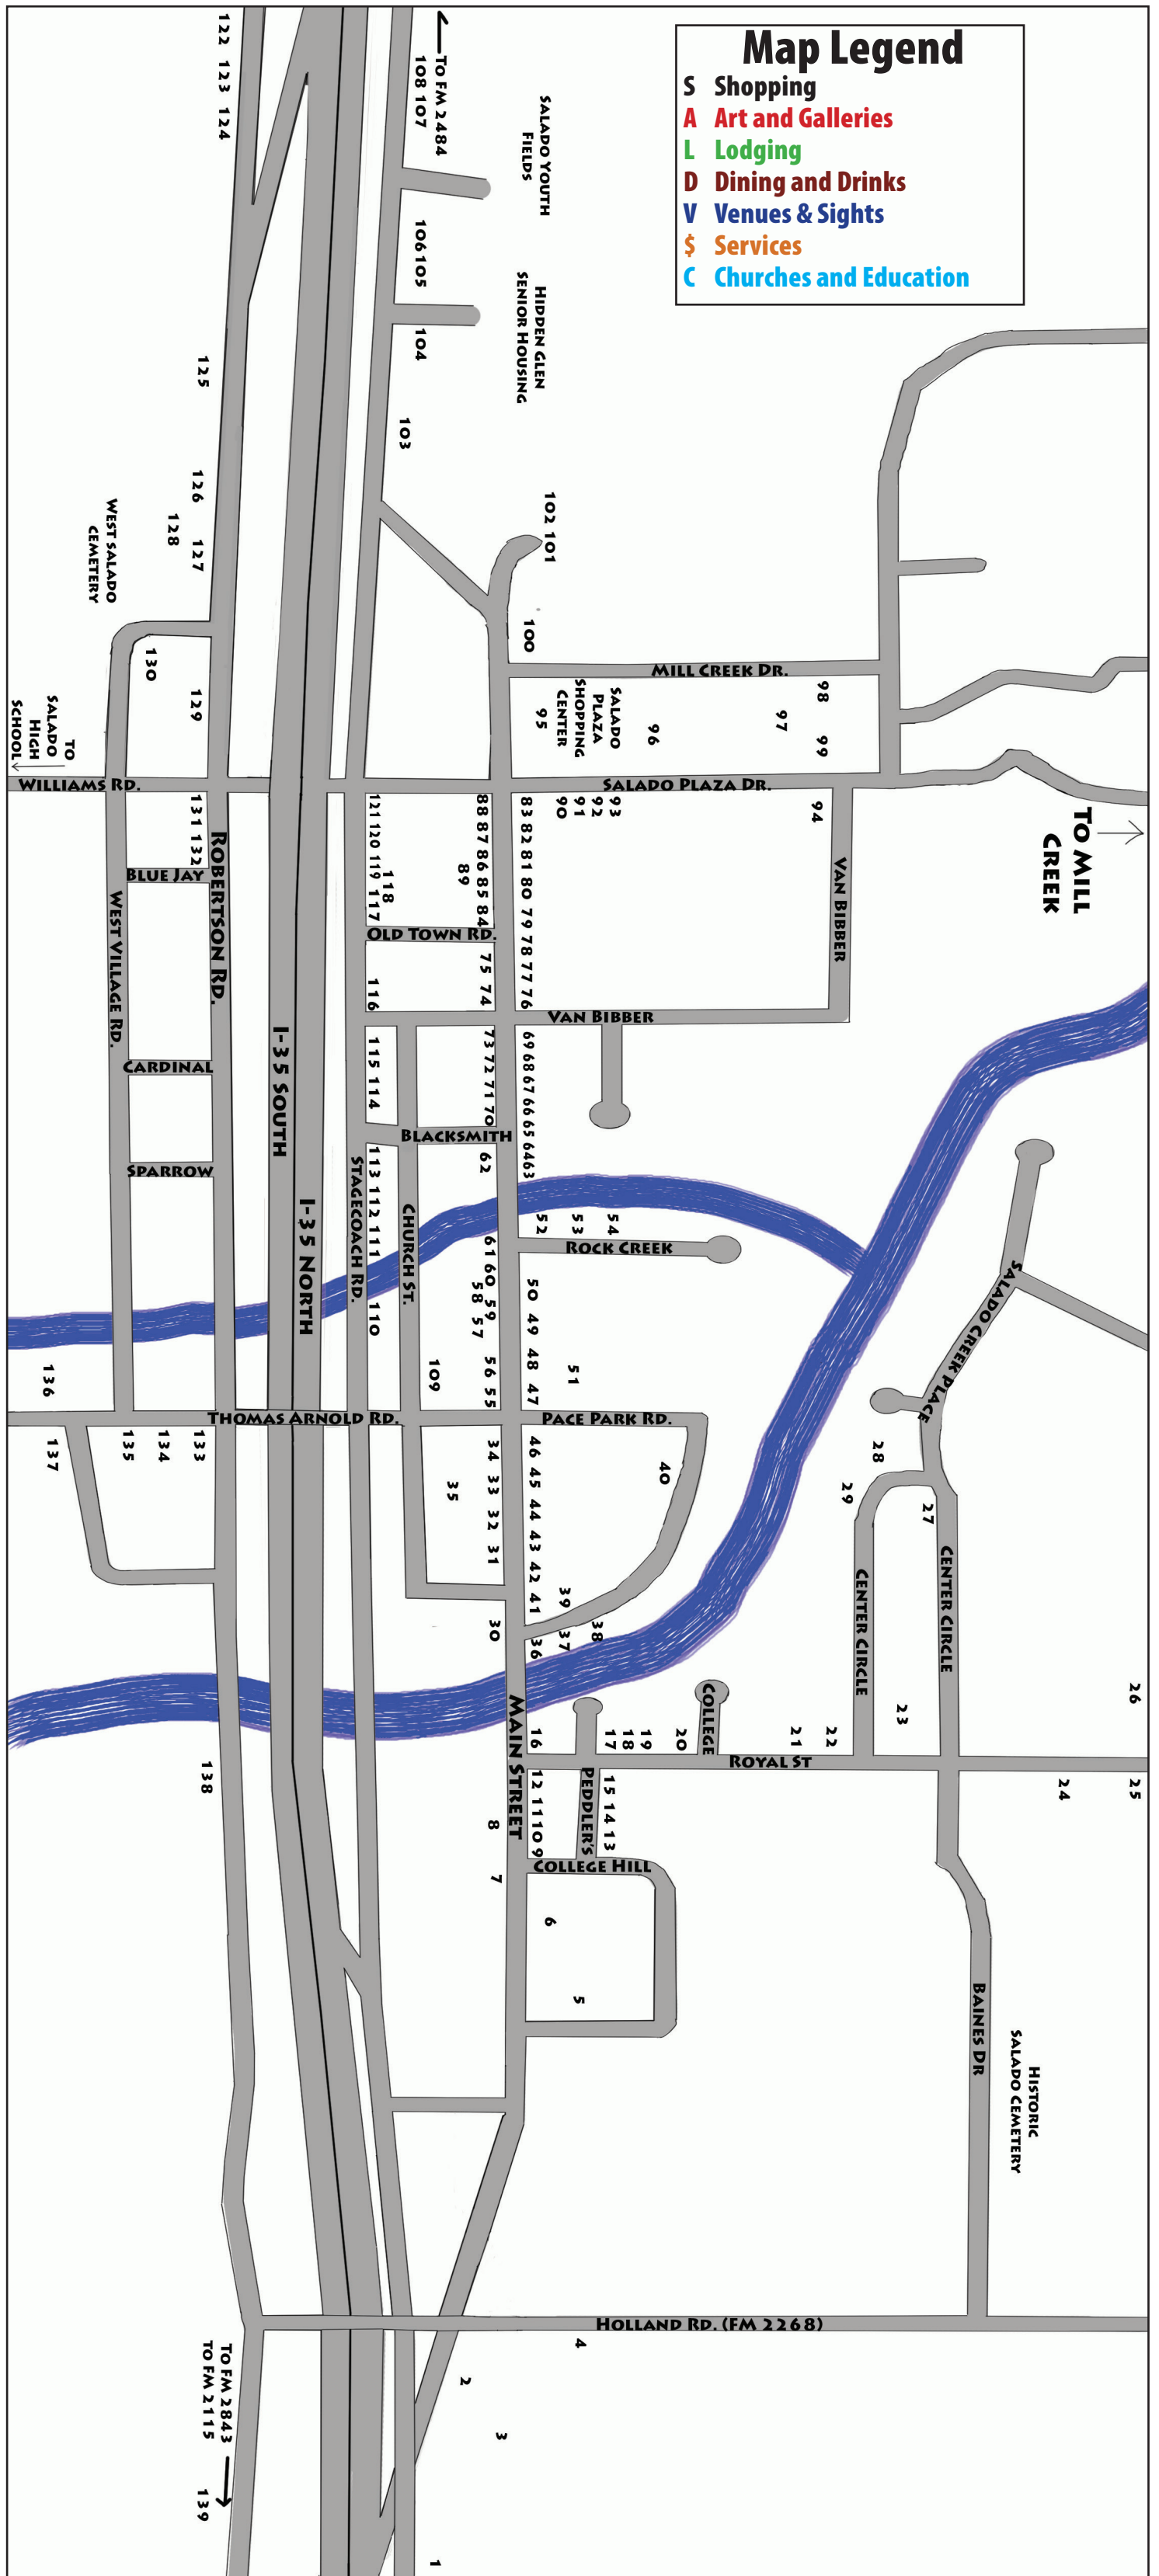 Map Legend
S Shopping
A Art and Galleries
L Lodging
D Dining and Drinks
V Venues & Sights
$ Services
C Churches and Education
122 123 124
To FM 2484
108 107
Salado Youth
Fields
106 105
Hidden Glen
Senior Housing
104
125
103
126
128
127
West Salado
Cemetery
102 101
100
130
129
Mill Creek Dr.
98
99
97
96
Salado
Plaza
Shopping
Center
95
To
Salado
High
School
Williams Rd.
Salado Plaza Dr.
To Mill
Creek
131 132
Blue Jay
Robertson Rd.
West Village Rd.
121 120 119 117
118
88 87 86 85 84
89
83 82 81 80 79 78 77 76
90
91
92
93
94
Van Bibber
Old Town Rd.
75 74
116
Van Bibber
Cardinal
I-35 South
115 114
73 72 71 70
69 68 67 66 65 64 63
Blacksmith
62
Sparrow
Stagecoach Rd.
113 112 111
110
Church St.
I-35 North
52
53
54
Rock Creek
61 60 59
58 57
50 49 48 47
51
56 55
109
Salado Creek Place
136
Thomas Arnold Rd.
Pace Park Rd.
137
135
134
133
34 33 32 31
35
46 45 44 43 42 41
40
28
29
27
Center Circle
Center Circle
39
38
37
36
30
26
23
Main Street
16
17
18
19
20
College
21
22
Royal St
138
12 11 10 9
Peddler's
15 14 13
24
25
8
College Hill
7
6
5
Baines Dr
Historic
Salado Cemetery
Holland Rd. (FM 2268)
4
To FM 2843
To FM 2115
2
3
139
1